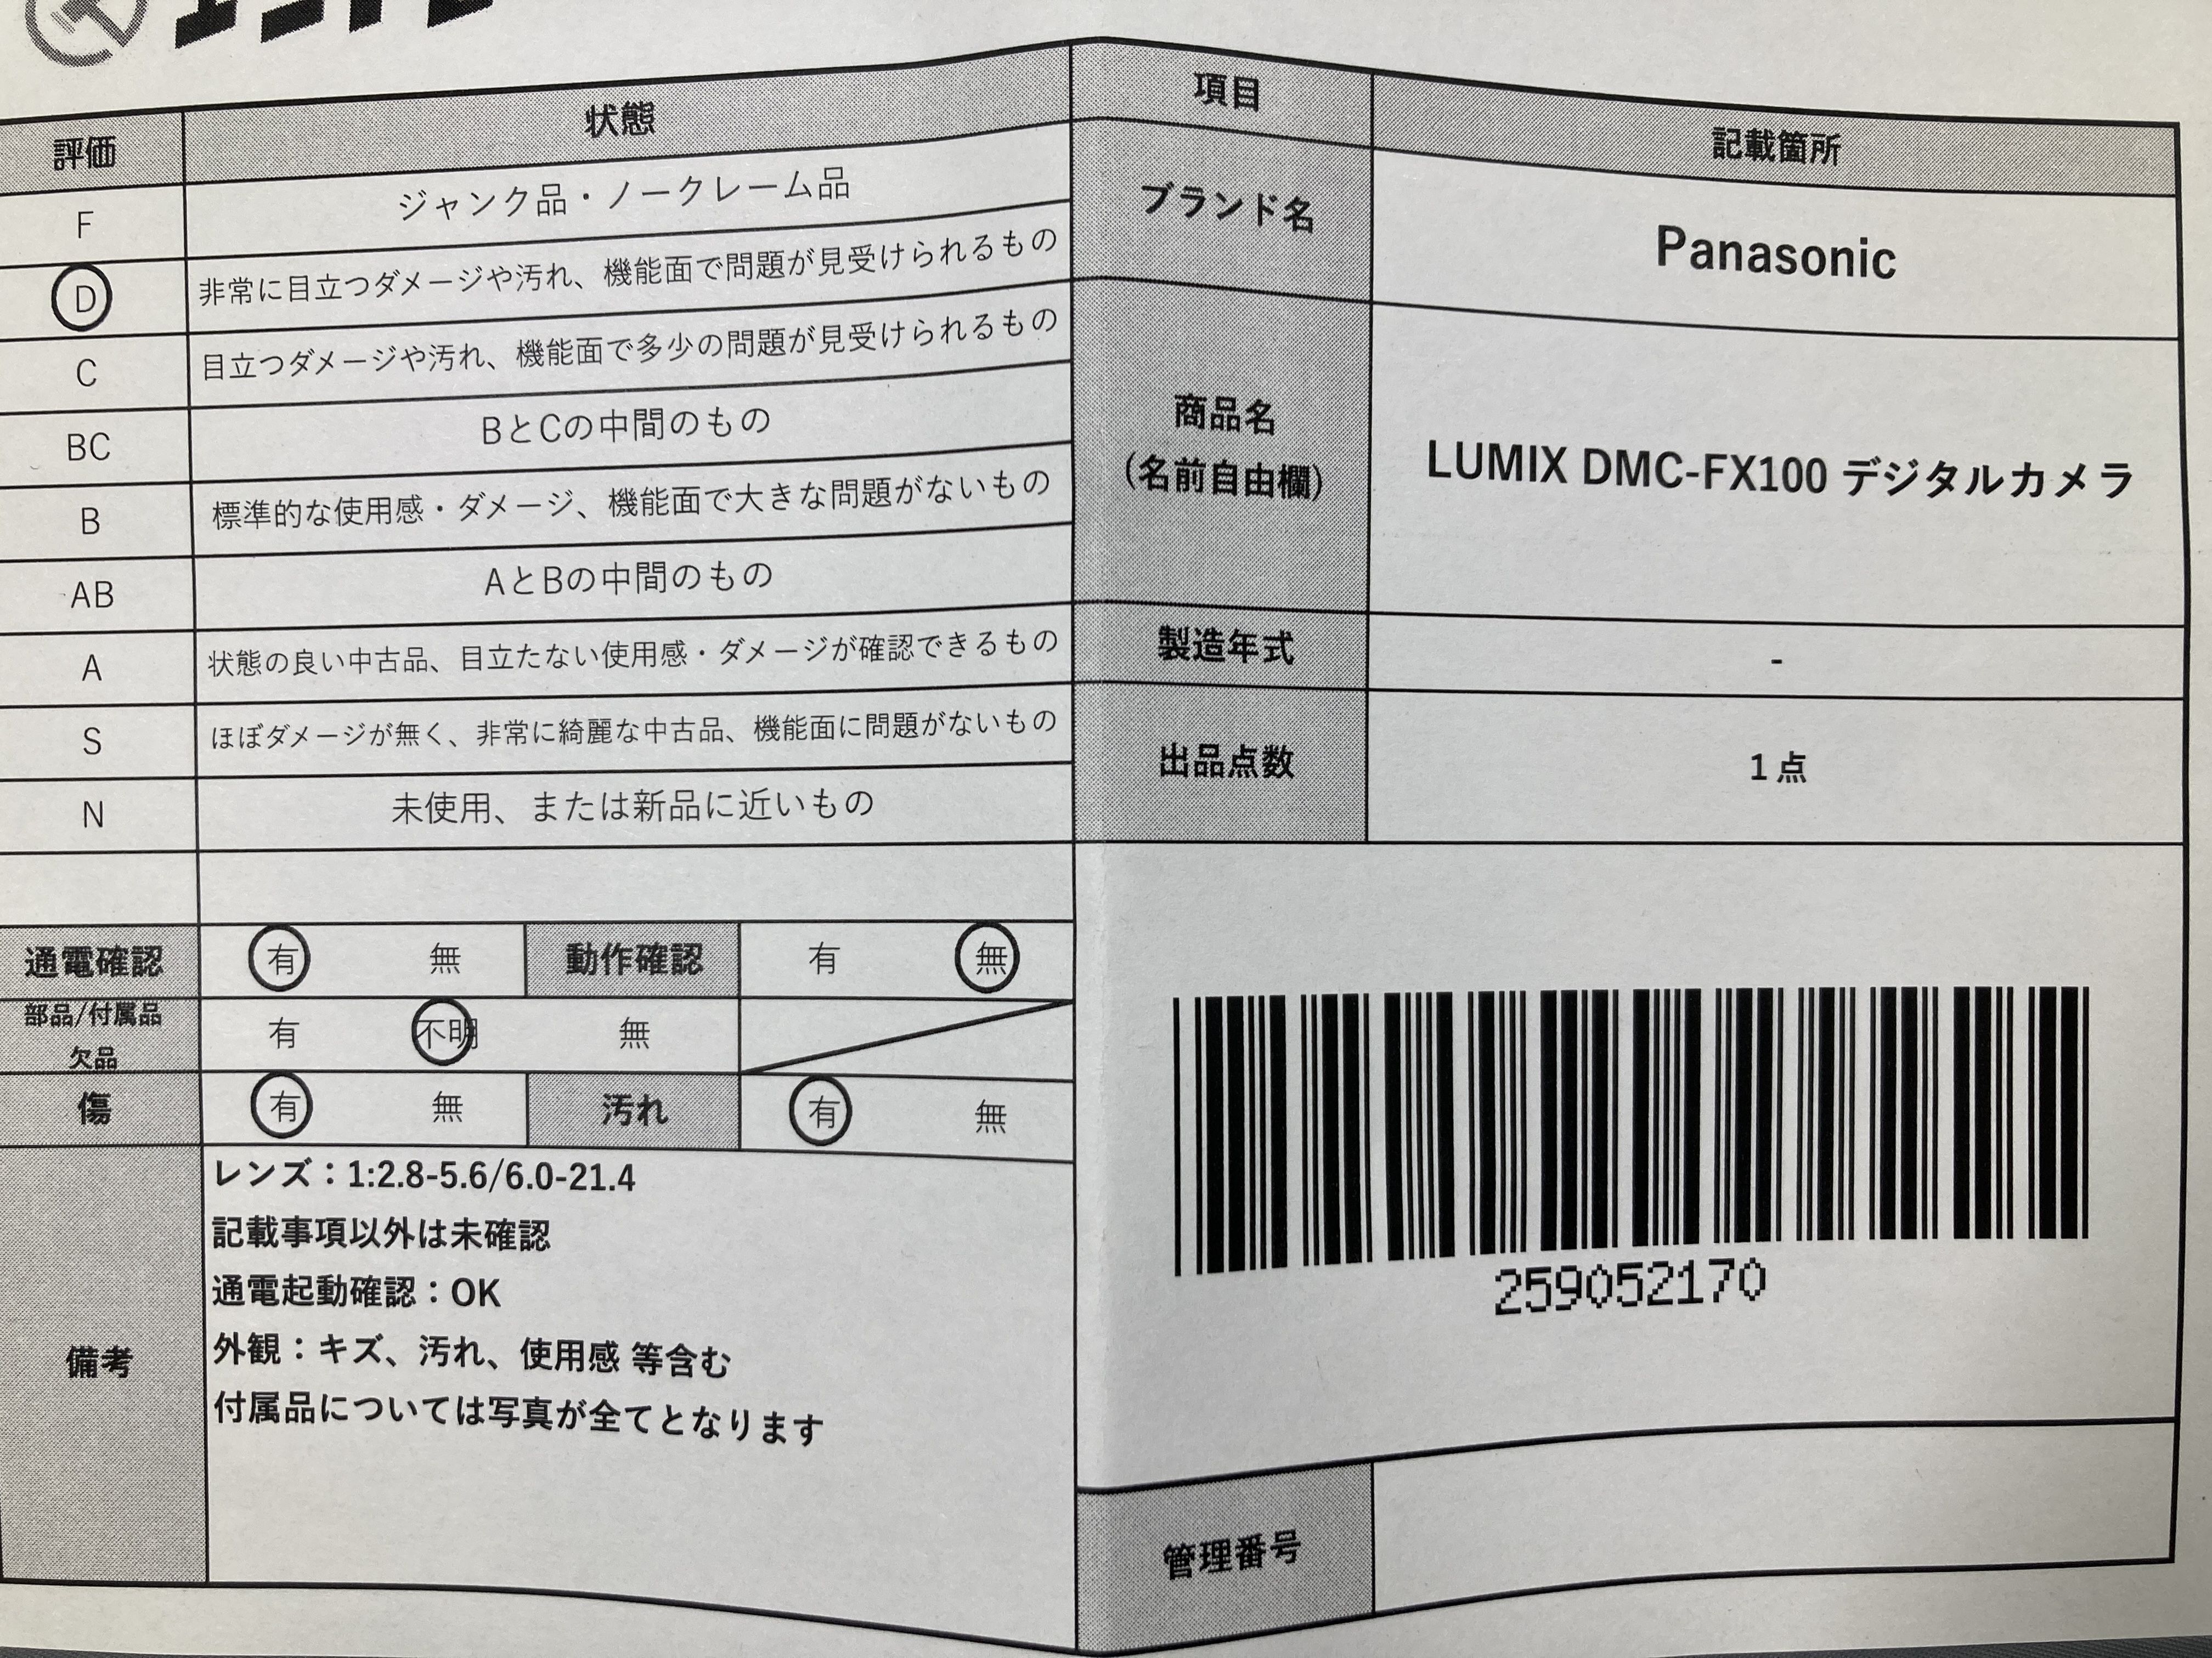 評価 状態
F ジャンク品・ノークレーム品
D 非常に目立つダメージや汚れ、機能面で問題が見受けられるもの
C 目立つダメージや汚れ、機能面で多少の問題が見受けられるもの
BC BとCの中間のもの
B 標準的な使用感・ダメージ、機能面で大きな問題がないもの
AB AとBの中間のもの
A 状態の良い中古品、目立たない使用感・ダメージが確認できるもの
S ほぼダメージが無く、非常に綺麗な中古品、機能面に問題がないもの
N 未使用、または新品に近いもの
通電確認 有 無 動作確認 有 無
部品/付属品
欠品
有 不明 無
傷 有 無 汚れ 有 無
備考
レンズ：1:2.8-5.6/6.0-21.4
記載事項以外は未確認
通電起動確認：OK
外観：キズ、汚れ、使用感 等含む
付属品については写真が全てとなります
項目 記載箇所
ブランド名 Panasonic
商品名
(名前自由欄)
LUMIX DMC-FX100 デジタルカメラ
製造年式 -
出品点数 1 点
259052170
管理番号